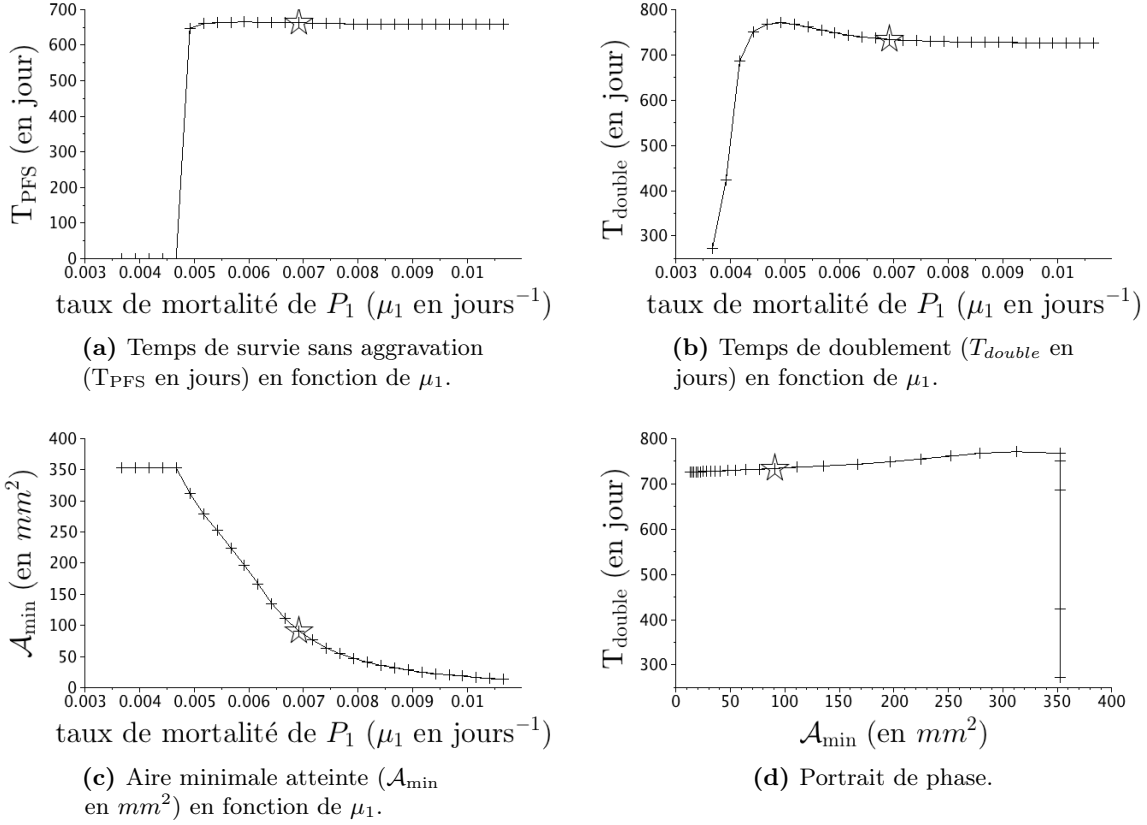 700
600
500
400
300
200
100
0
T_PFS (en jour)
0.003 0.004 0.005 0.006 0.007 0.008 0.009 0.01
taux de mortalité de P₁ (μ₁ en jours⁻¹)
(a) Temps de survie sans aggravation
(T_PFS en jours) en fonction de μ₁.
800
700
600
500
400
300
T_double (en jour)
0.003 0.004 0.005 0.006 0.007 0.008 0.009 0.01
taux de mortalité de P₁ (μ₁ en jours⁻¹)
(b) Temps de doublement (T_double en
jours) en fonction de μ₁.
400
350
300
250
200
150
100
50
0
𝒜_min (en mm²)
0.003 0.004 0.005 0.006 0.007 0.008 0.009 0.01
taux de mortalité de P₁ (μ₁ en jours⁻¹)
(c) Aire minimale atteinte (𝒜_min
en mm²) en fonction de μ₁.
800
700
600
500
400
300
T_double (en jour)
0 50 100 150 200 250 300 350 400
𝒜_min (en mm²)
(d) Portrait de phase.